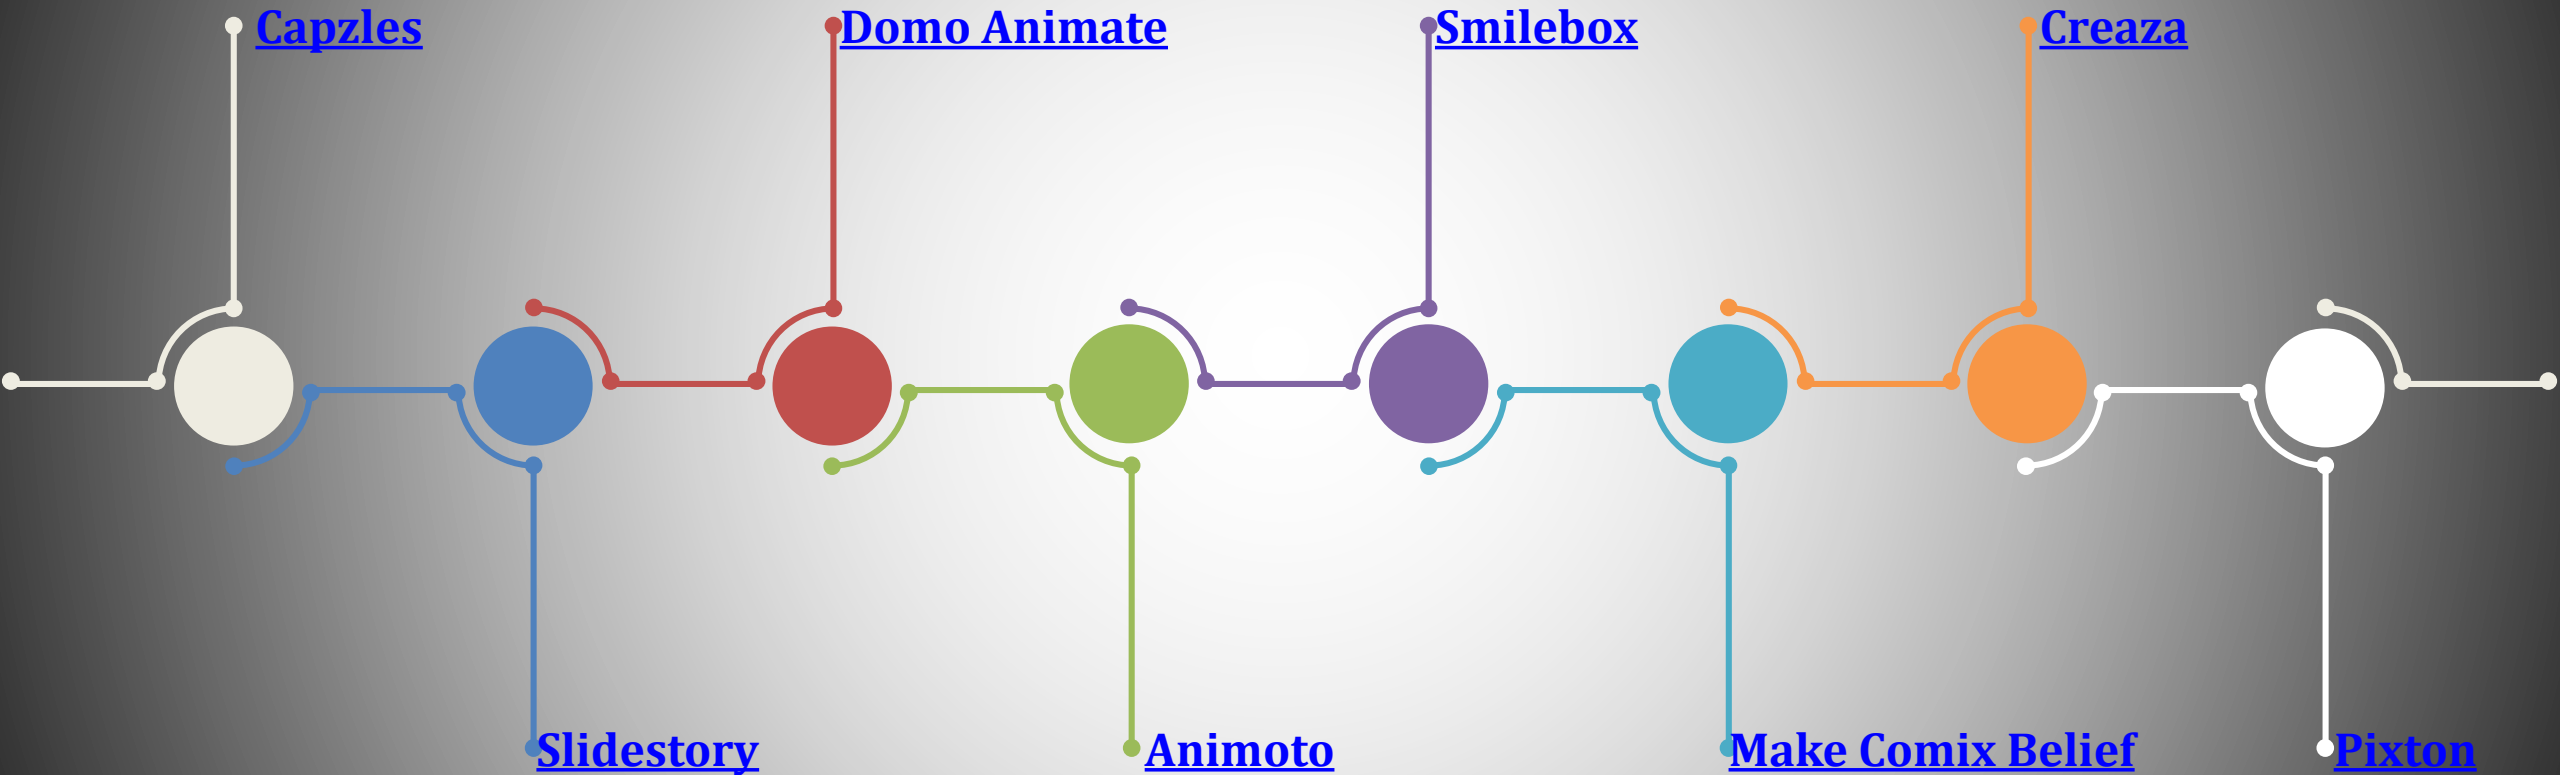 Capzles
Domo Animate
Smilebox
Creaza
Slidestory
Animoto
Make Comix Belief
Pixton